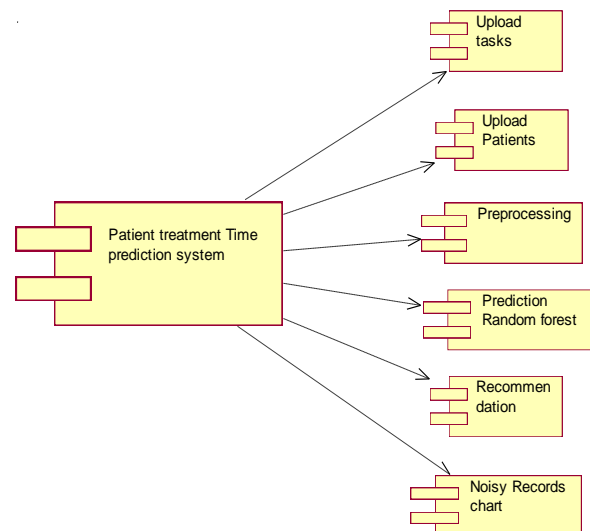 Upload
tasks
Upload
Patients
Patient treatment Time
prediction system
Preprocessing
Prediction
Random forest
Recommen
dation
Noisy Records
chart